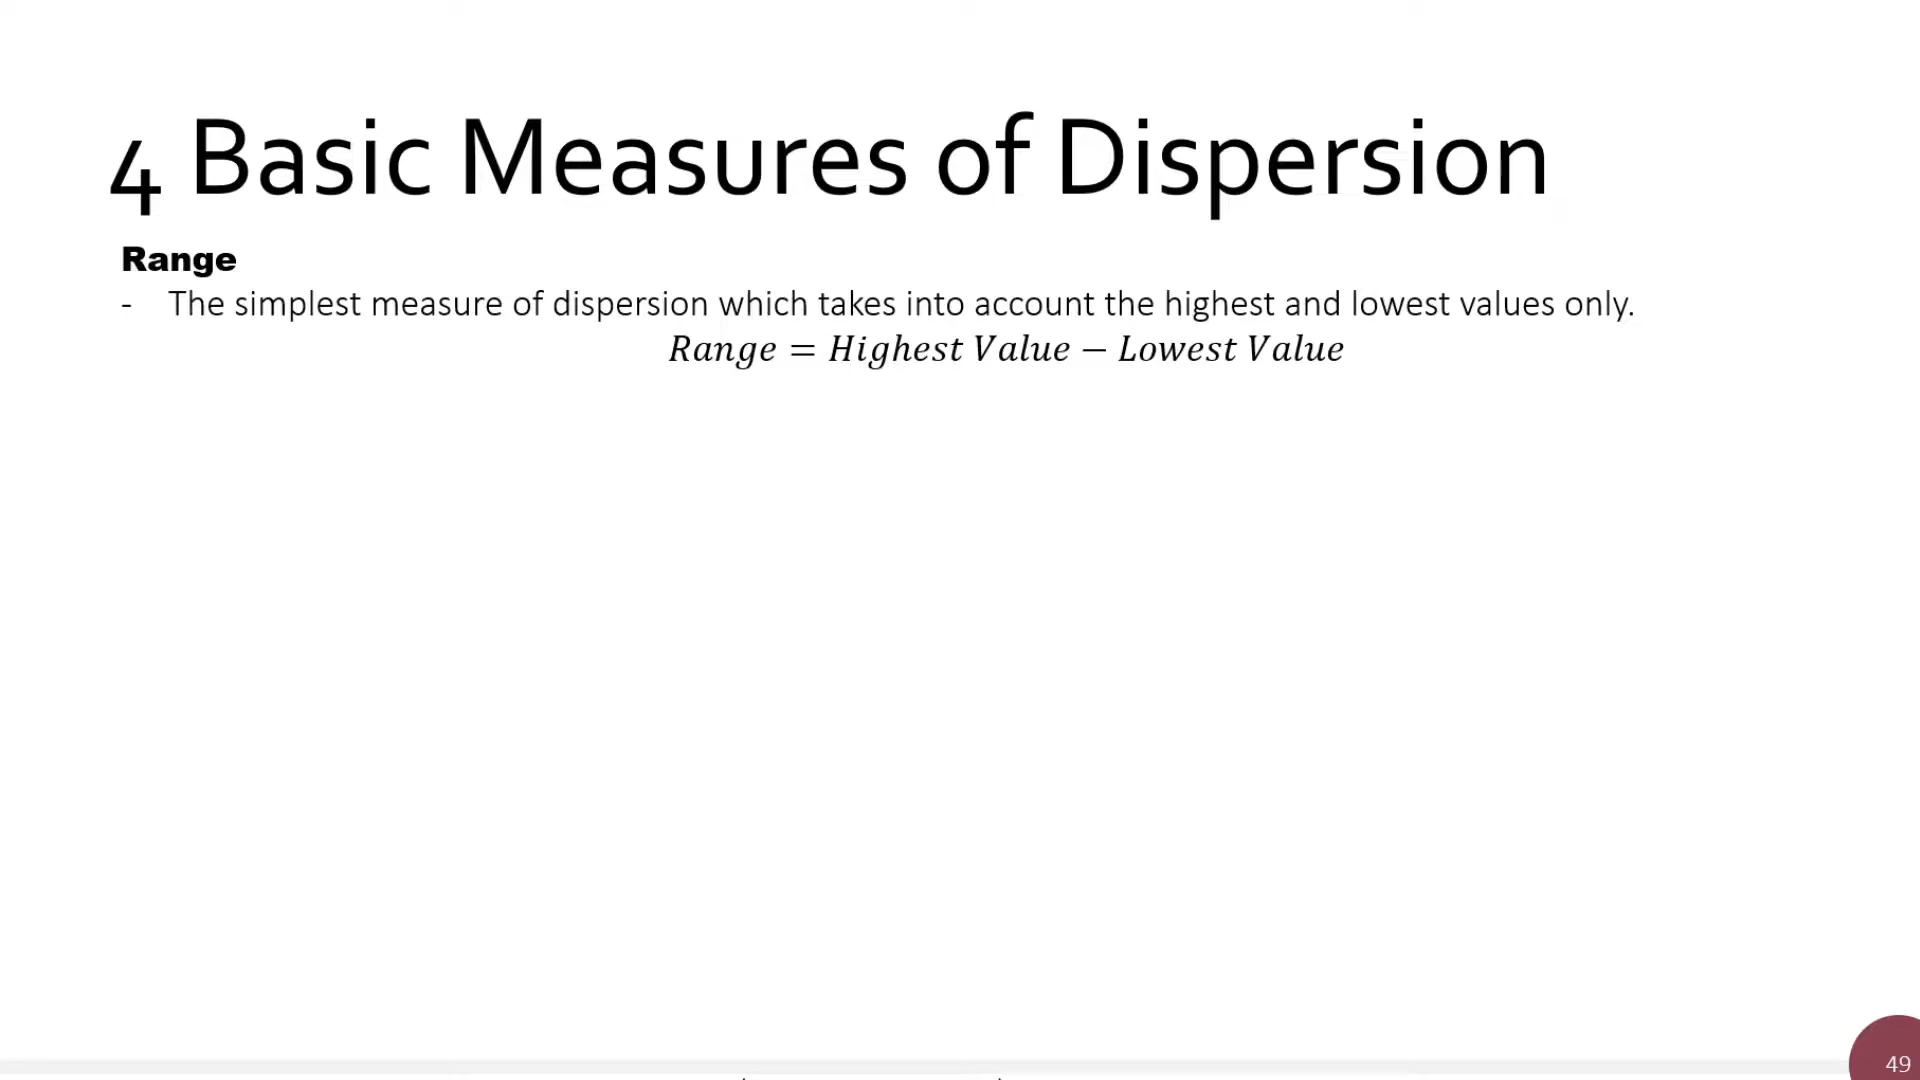 4 Basic Measures of Dispersion
Range
- The simplest measure of dispersion which takes into account the highest and lowest values only.
Range = Highest Value − Lowest Value
49